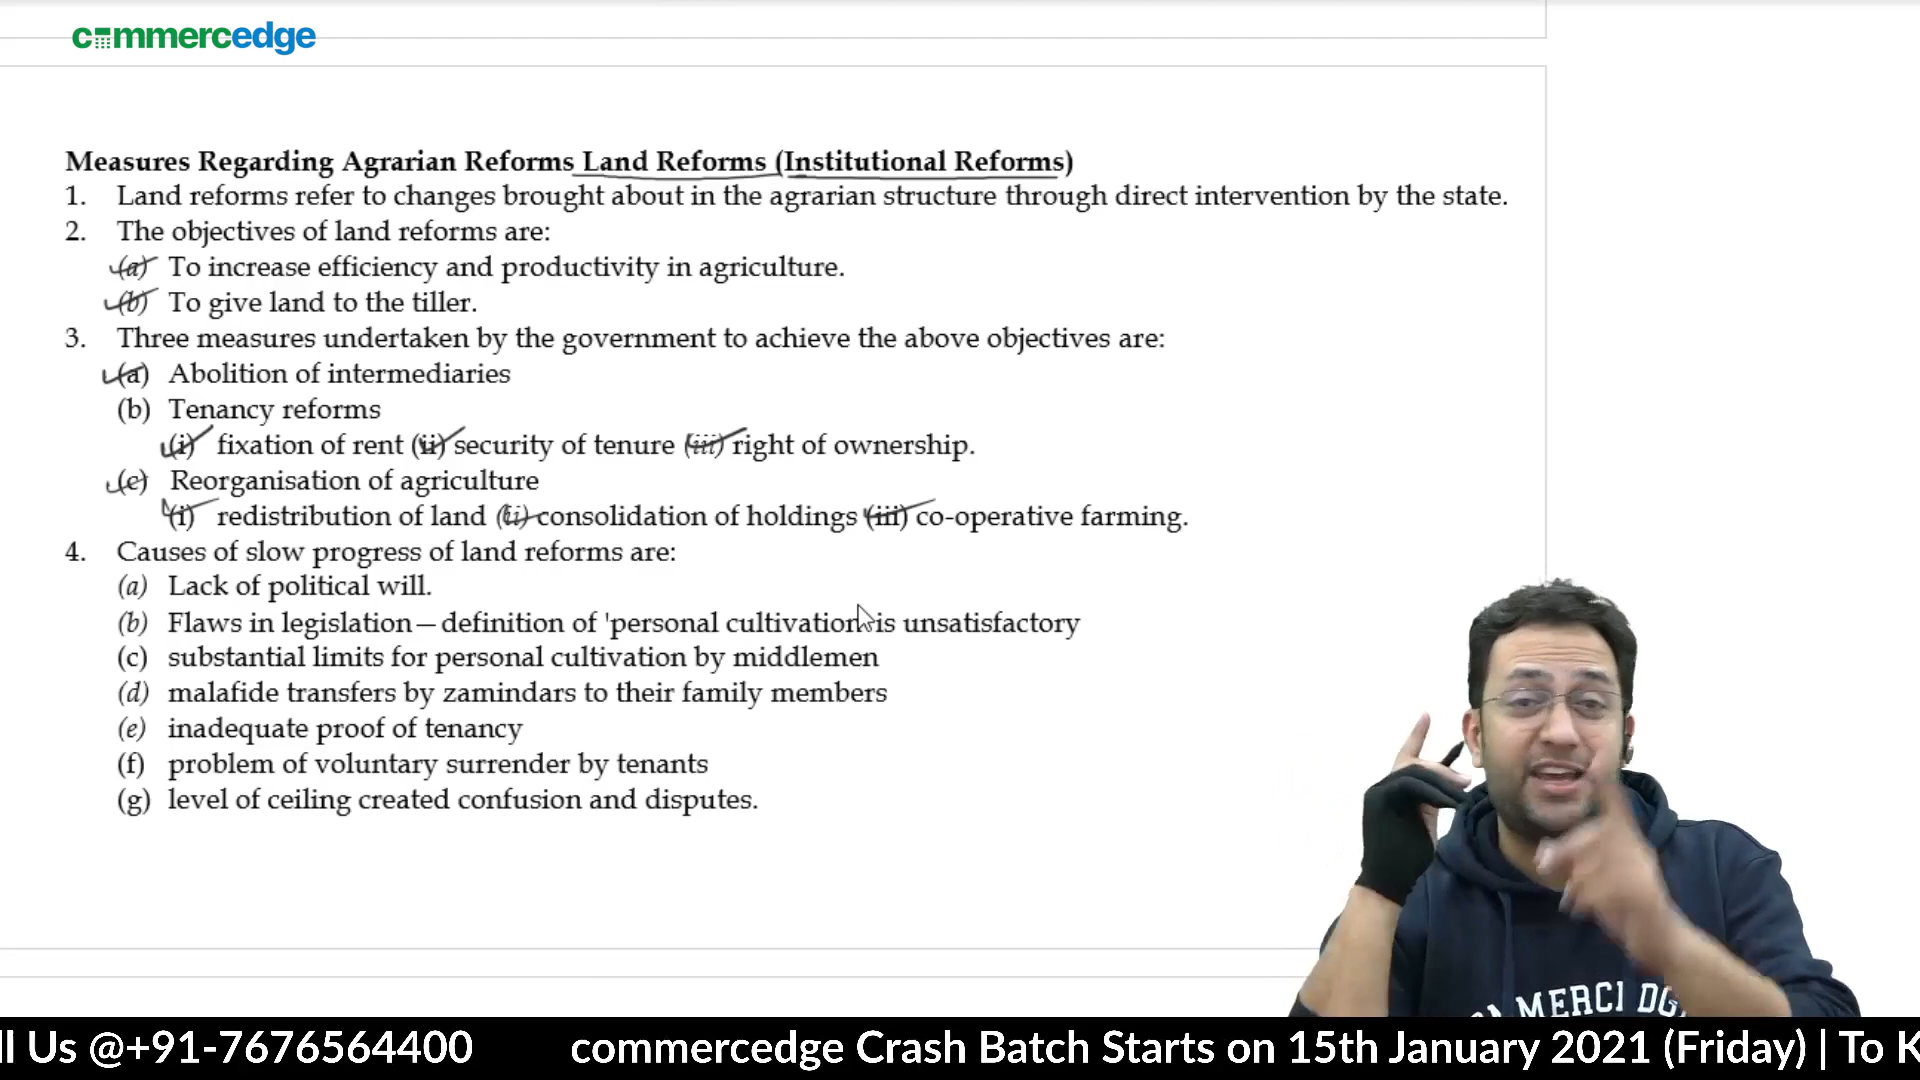 commercedge
Measures Regarding Agrarian Reforms Land Reforms (Institutional Reforms)
1. Land reforms refer to changes brought about in the agrarian structure through direct intervention by the state.
2. The objectives of land reforms are:
(a) To increase efficiency and productivity in agriculture.
(b) To give land to the tiller.
3. Three measures undertaken by the government to achieve the above objectives are:
(a) Abolition of intermediaries
(b) Tenancy reforms
(i) fixation of rent (ii) security of tenure (iii) right of ownership.
(c) Reorganisation of agriculture
(i) redistribution of land (ii) consolidation of holdings (iii) co-operative farming.
4. Causes of slow progress of land reforms are:
(a) Lack of political will.
(b) Flaws in legislation—definition of 'personal cultivation' is unsatisfactory
(c) substantial limits for personal cultivation by middlemen
(d) malafide transfers by zamindars to their family members
(e) inadequate proof of tenancy
(f) problem of voluntary surrender by tenants
(g) level of ceiling created confusion and disputes.
MERCI DG
ll Us @+91-7676564400 commercedge Crash Batch Starts on 15th January 2021 (Friday) | To K